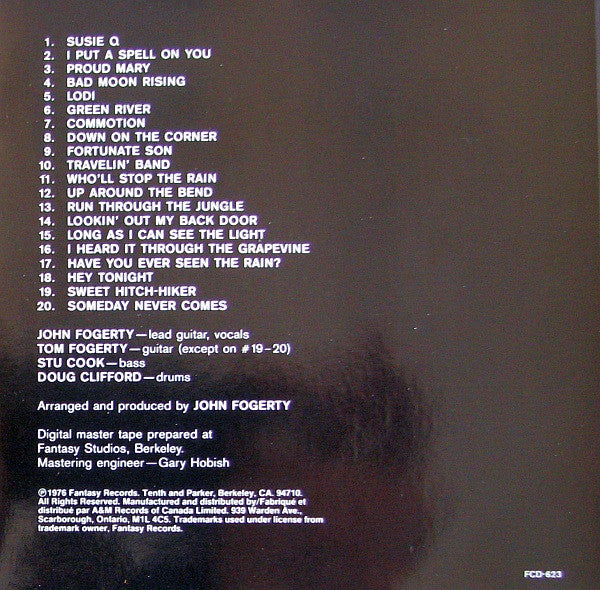 1. SUSIE Q
2. I PUT A SPELL ON YOU
3. PROUD MARY
4. BAD MOON RISING
5. LODI
6. GREEN RIVER
7. COMMOTION
8. DOWN ON THE CORNER
9. FORTUNATE SON
10. TRAVELIN' BAND
11. WHO'LL STOP THE RAIN
12. UP AROUND THE BEND
13. RUN THROUGH THE JUNGLE
14. LOOKIN' OUT MY BACK DOOR
15. LONG AS I CAN SEE THE LIGHT
16. I HEARD IT THROUGH THE GRAPEVINE
17. HAVE YOU EVER SEEN THE RAIN?
18. HEY TONIGHT
19. SWEET HITCH-HIKER
20. SOMEDAY NEVER COMES
JOHN FOGERTY—lead guitar, vocals
TOM FOGERTY—guitar (except on #19-20)
STU COOK—bass
DOUG CLIFFORD—drums
Arranged and produced by JOHN FOGERTY
Digital master tape prepared at
Fantasy Studios, Berkeley.
Mastering engineer—Gary Hobish
℗1976 Fantasy Records. Tenth and Parker, Berkeley, CA. 94710.
All Rights Reserved. Manufactured and distributed by/Fabriqué et
distribué par A&M Records of Canada Limited. 939 Warden Ave.,
Scarborough, Ontario, M1L 4C5. Trademarks used under license from
trademark owner, Fantasy Records.
FCD-623